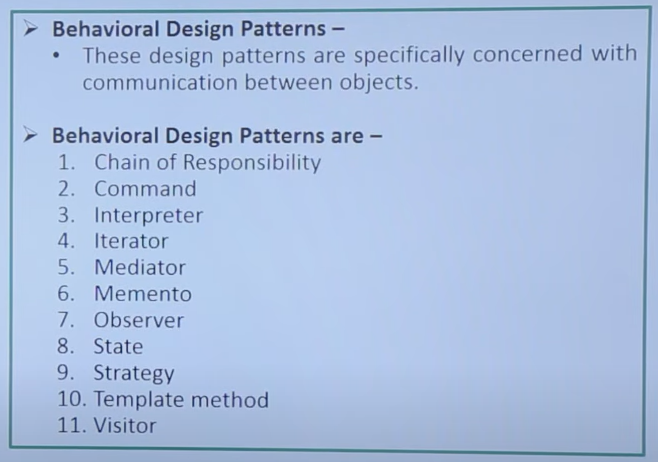 ➤ Behavioral Design Patterns –
• These design patterns are specifically concerned with
communication between objects.
➤ Behavioral Design Patterns are –
1. Chain of Responsibility
2. Command
3. Interpreter
4. Iterator
5. Mediator
6. Memento
7. Observer
8. State
9. Strategy
10. Template method
11. Visitor